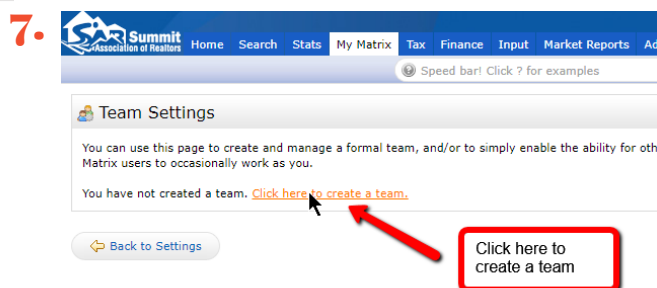 7.
SAR Summit
Association of Realtors
Home Search Stats My Matrix Tax Finance Input Market Reports Ad
Speed bar! Click ? for examples
Team Settings
You can use this page to create and manage a formal team, and/or to simply enable the ability for oth
Matrix users to occasionally work as you.
You have not created a team. Click here to create a team.
Back to Settings
Click here to
create a team